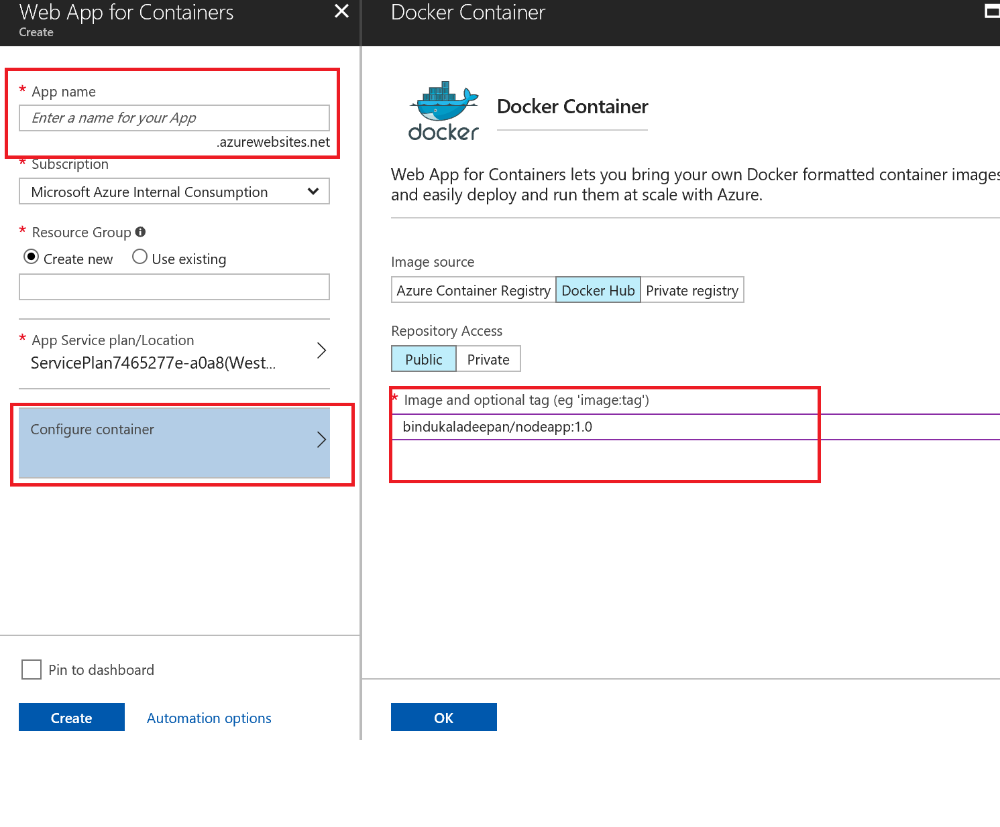 Web App for Containers
Create
* App name
Enter a name for your App
.azurewebsites.net
* Subscription
Microsoft Azure Internal Consumption
* Resource Group
Create new
Use existing
* App Service plan/Location
ServicePlan7465277e-a0a8(West...
Configure container
Pin to dashboard
Create
Automation options
Docker Container
docker
Docker Container
Web App for Containers lets you bring your own Docker formatted container images
and easily deploy and run them at scale with Azure.
Image source
Azure Container Registry
Docker Hub
Private registry
Repository Access
Public
Private
* Image and optional tag (eg 'image:tag')
bindukaladeepan/nodeapp:1.0
OK